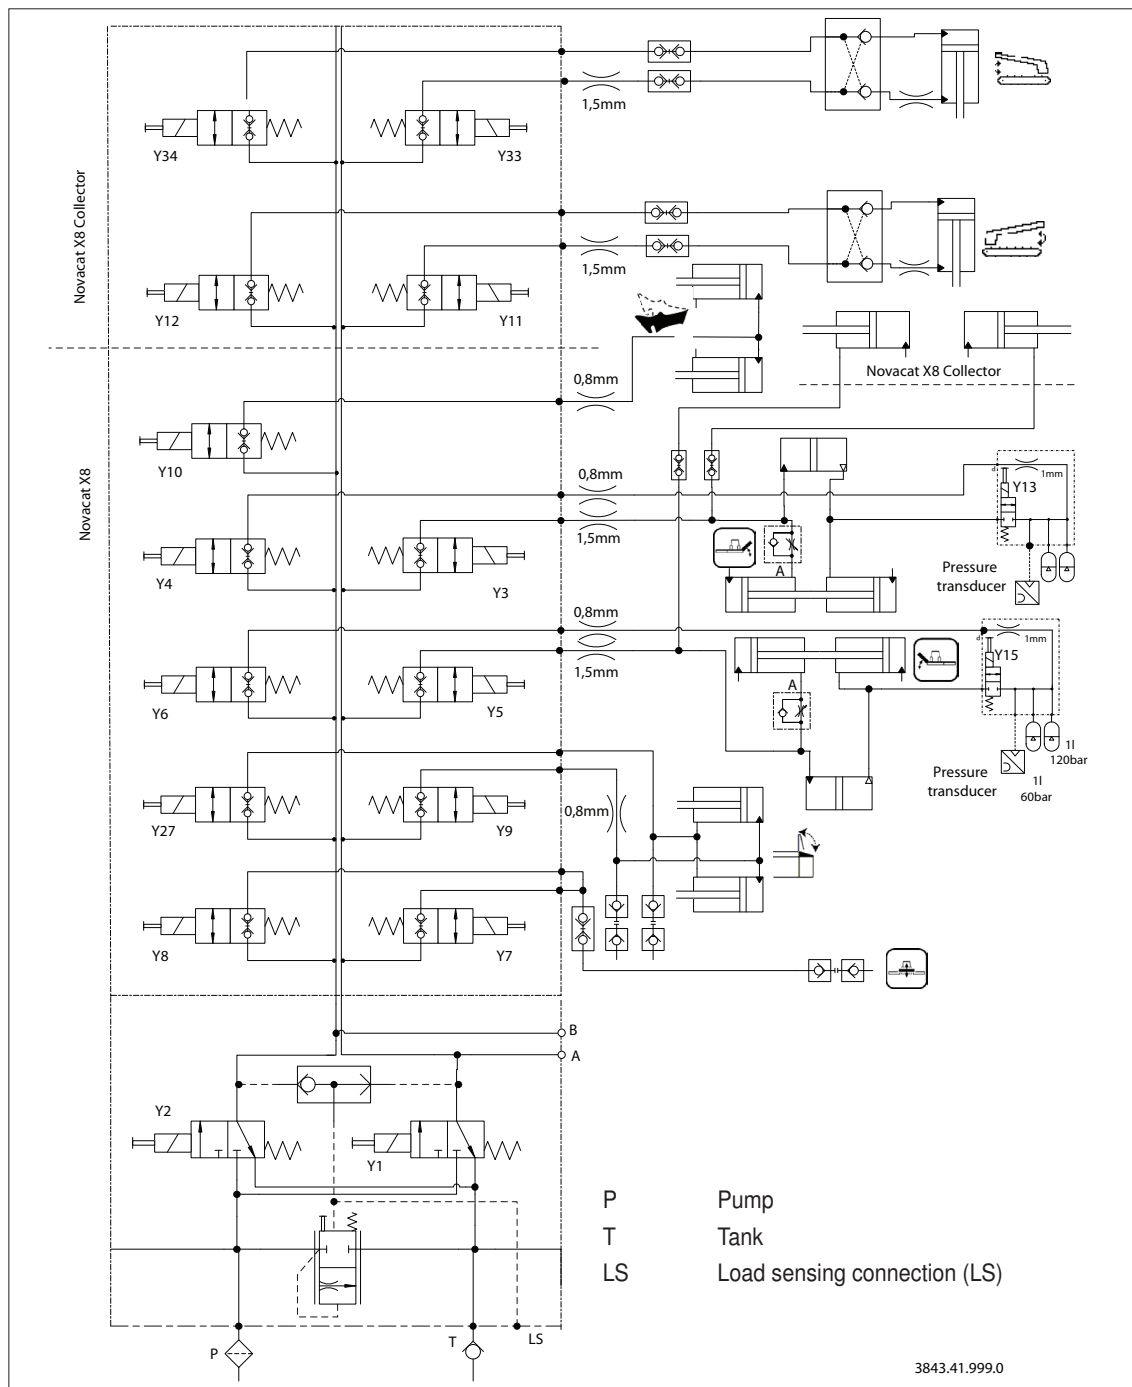 1,5mm
Y34
Y33
Novacat X8 Collector
1,5mm
Y12
Y11
Novacat X8 Collector
0,8mm
Y10
Novacat X8
0,8mm
Y13
1mm
1,5mm
Y4
Y3
A
Pressure
transducer
0,8mm
1mm
Y15
1,5mm
A
Y6
Y5
1l
120bar
Pressure
transducer
1l
60bar
0,8mm
Y27
Y9
Y8
Y7
B
A
Y2
Y1
P Pump
T Tank
LS Load sensing connection (LS)
LS
P
T
3843.41.999.0